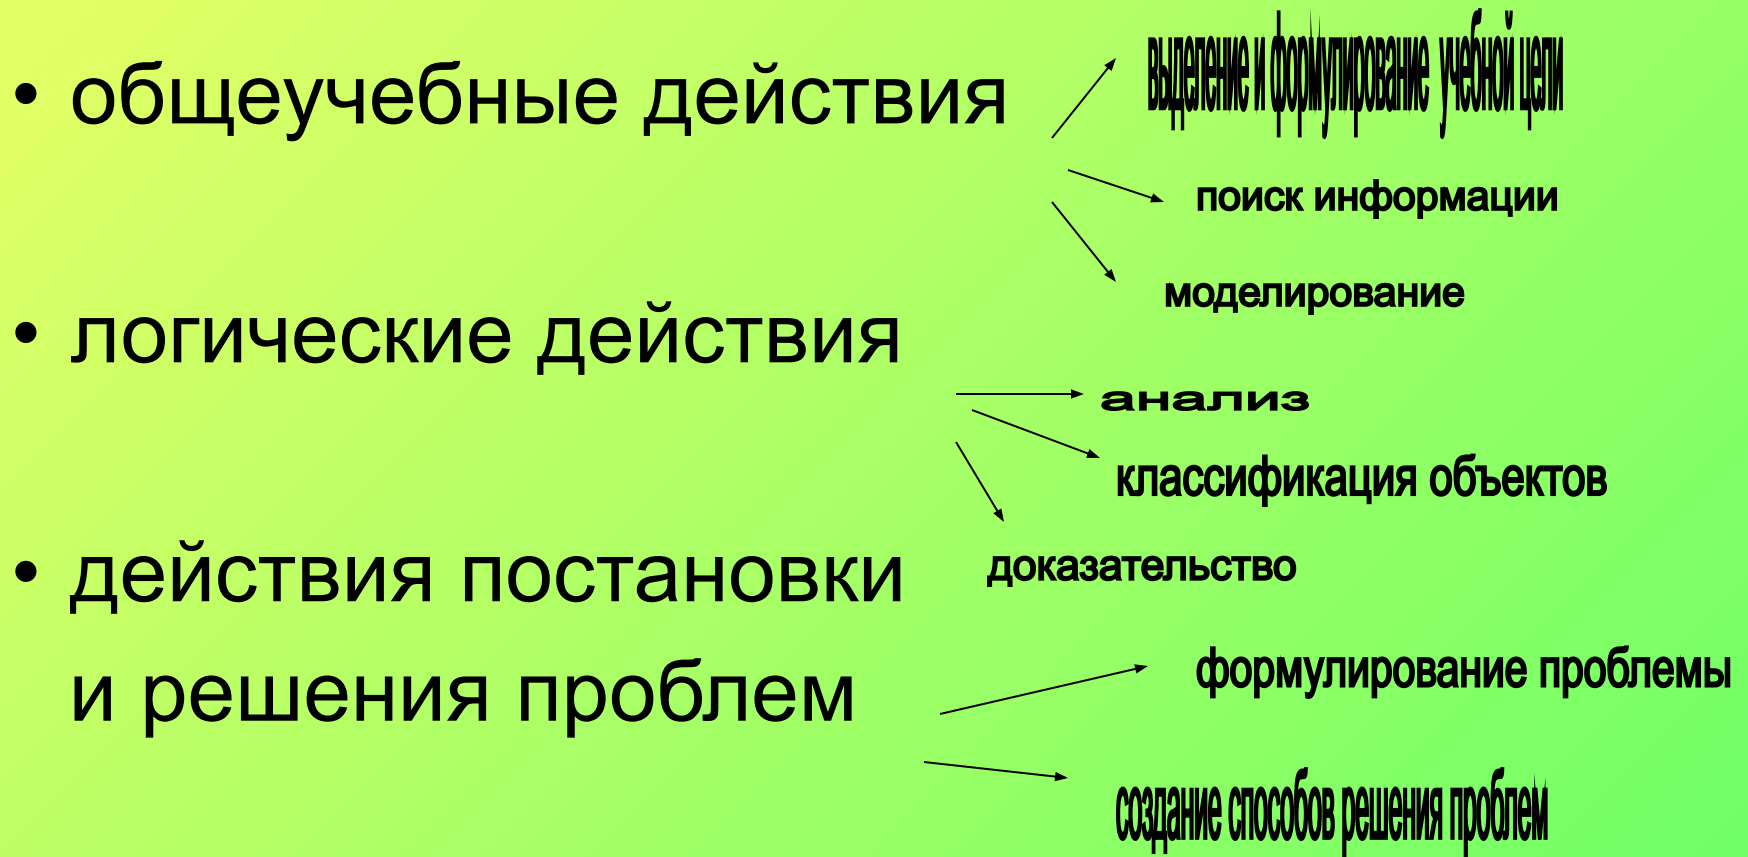 • общеучебные действия
выделение и формулирование учебной цели
поиск информации
моделирование
• логические действия
анализ
классификация объектов
доказательство
• действия постановки
и решения проблем
формулирование проблемы
создание способов решения проблем